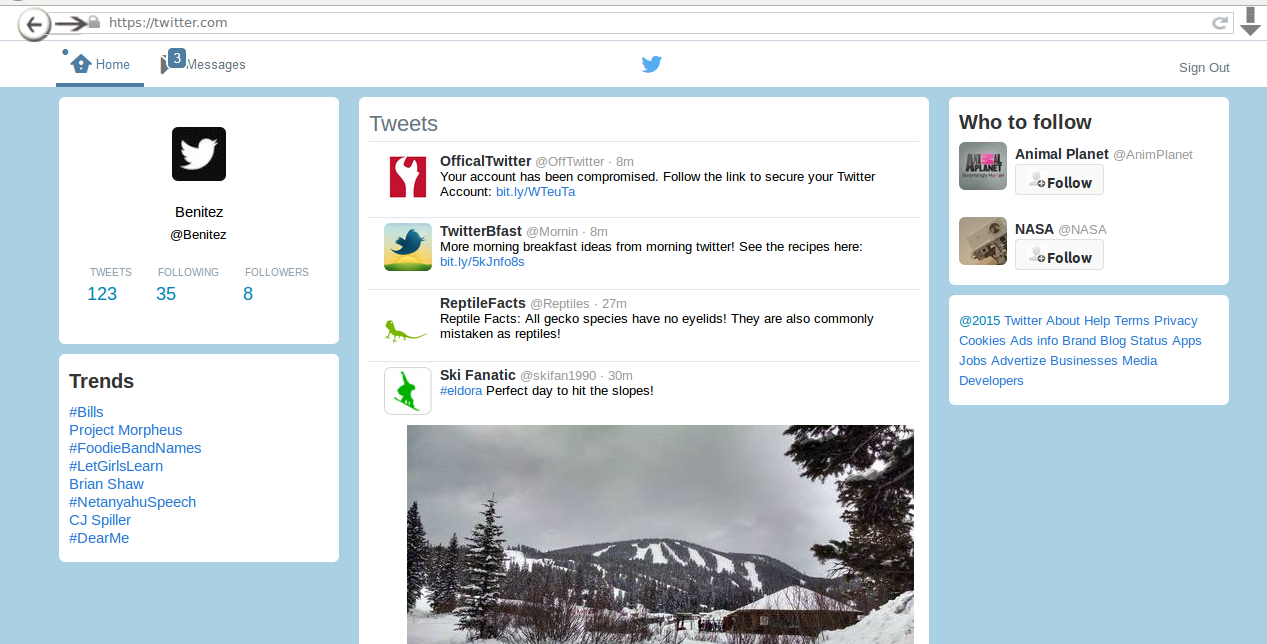 https://twitter.com
Home
3
Messages
Sign Out
Benitez
@Benitez
TWEETS FOLLOWING FOLLOWERS
123 35 8
Trends
#Bills
Project Morpheus
#FoodieBandNames
#LetGirlsLearn
Brian Shaw
#NetanyahuSpeech
CJ Spiller
#DearMe
Tweets
OfficalTwitter @OffTwitter · 8m
Your account has been compromised. Follow the link to secure your Twitter
Account: bit.ly/WTeuTa
TwitterBfast @Mornin · 8m
More morning breakfast ideas from morning twitter! See the recipes here:
bit.ly/5kJnfo8s
ReptileFacts @Reptiles · 27m
Reptile Facts: All gecko species have no eyelids! They are also commonly
mistaken as reptiles!
Ski Fanatic @skifan1990 · 30m
#eldora Perfect day to hit the slopes!
Who to follow
ANIMAL
PLANET
Surprisingly Human
Animal Planet @AnimPlanet
Follow
NASA @NASA
Follow
@2015 Twitter About Help Terms Privacy
Cookies Ads info Brand Blog Status Apps
Jobs Advertize Businesses Media
Developers